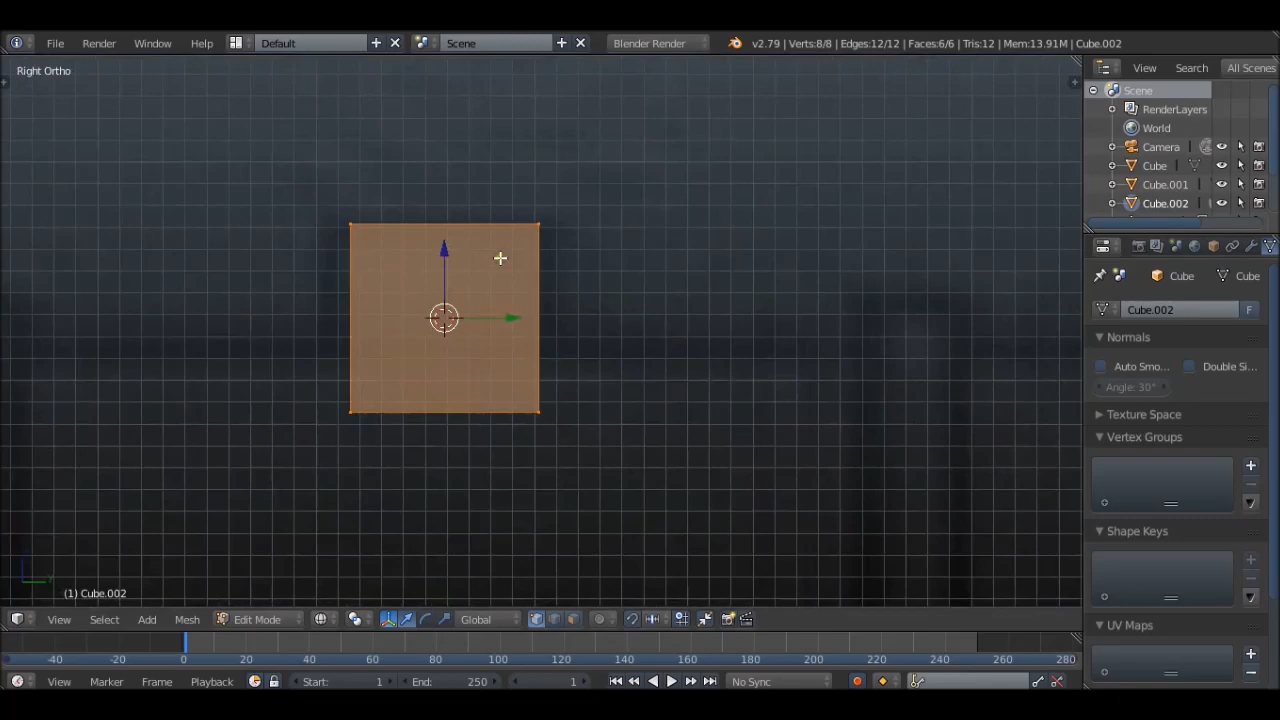 File Render Window Help Default Scene Blender Render v2.79 | Verts:8/8 | Edges:12/12 | Faces:6/6 | Tris:12 | Mem:13.91M | Cube.002
Right Ortho
View Search All Scenes
Scene
RenderLayers
World
Camera
Cube
Cube.001
Cube.002
Cube Cube
Cube.002 F
Normals
Auto Smo... Double Si...
Angle: 30°
Texture Space
Vertex Groups
Shape Keys
UV Maps
(1) Cube.002
View Select Add Mesh Edit Mode Global
-40 -20 0 20 40 60 80 100 120 140 160 180 200 220 240 260 280
View Marker Frame Playback Start: 1 End: 250 1 No Sync